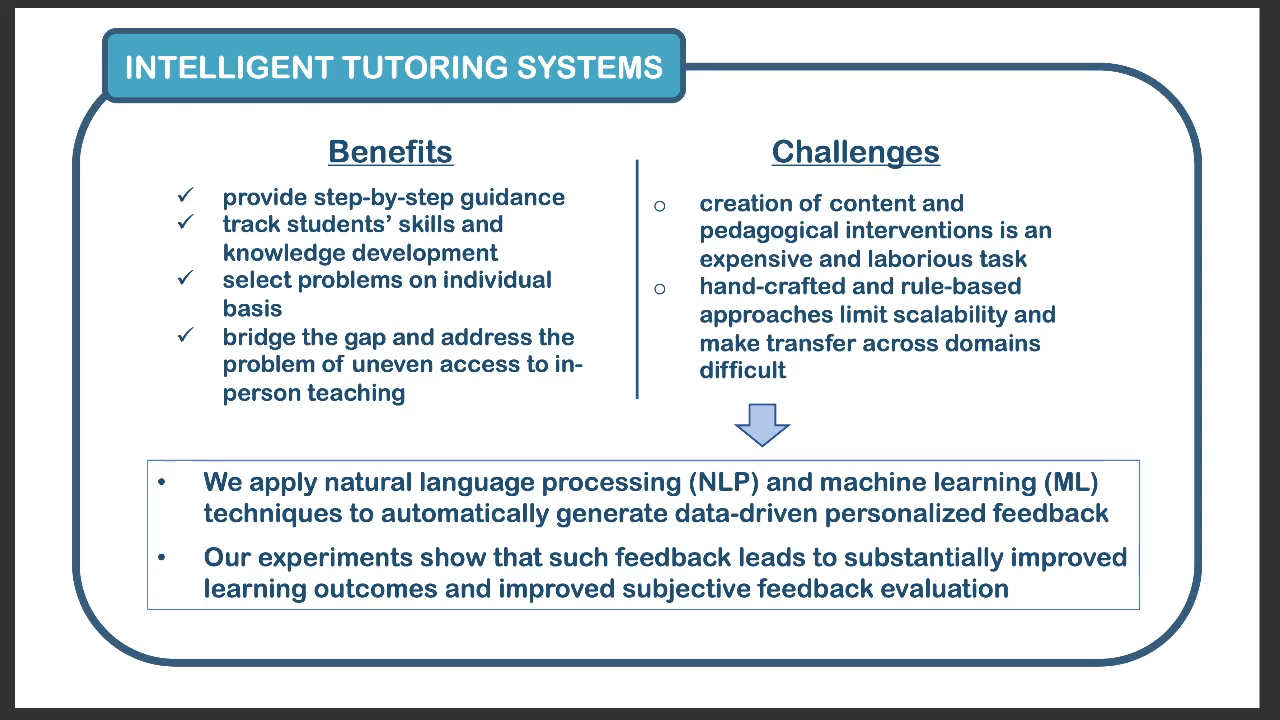 INTELLIGENT TUTORING SYSTEMS
Benefits
✓ provide step-by-step guidance
✓ track students’ skills and
knowledge development
✓ select problems on individual
basis
✓ bridge the gap and address the
problem of uneven access to in-
person teaching
Challenges
o creation of content and
pedagogical interventions is an
expensive and laborious task
o hand-crafted and rule-based
approaches limit scalability and
make transfer across domains
difficult
• We apply natural language processing (NLP) and machine learning (ML)
techniques to automatically generate data-driven personalized feedback
• Our experiments show that such feedback leads to substantially improved
learning outcomes and improved subjective feedback evaluation